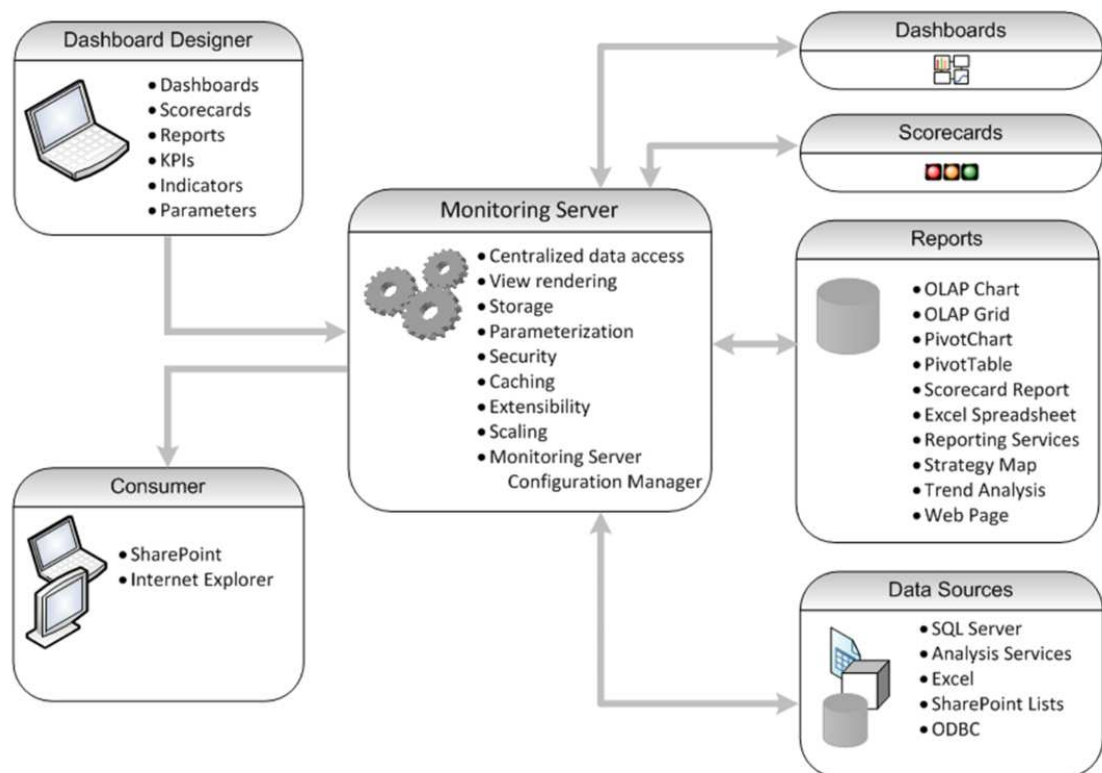 Dashboard Designer
• Dashboards
• Scorecards
• Reports
• KPIs
• Indicators
• Parameters
Monitoring Server
• Centralized data access
• View rendering
• Storage
• Parameterization
• Security
• Caching
• Extensibility
• Scaling
• Monitoring Server
Configuration Manager
Consumer
• SharePoint
• Internet Explorer
Dashboards
Scorecards
Reports
• OLAP Chart
• OLAP Grid
• PivotChart
• PivotTable
• Scorecard Report
• Excel Spreadsheet
• Reporting Services
• Strategy Map
• Trend Analysis
• Web Page
Data Sources
• SQL Server
• Analysis Services
• Excel
• SharePoint Lists
• ODBC